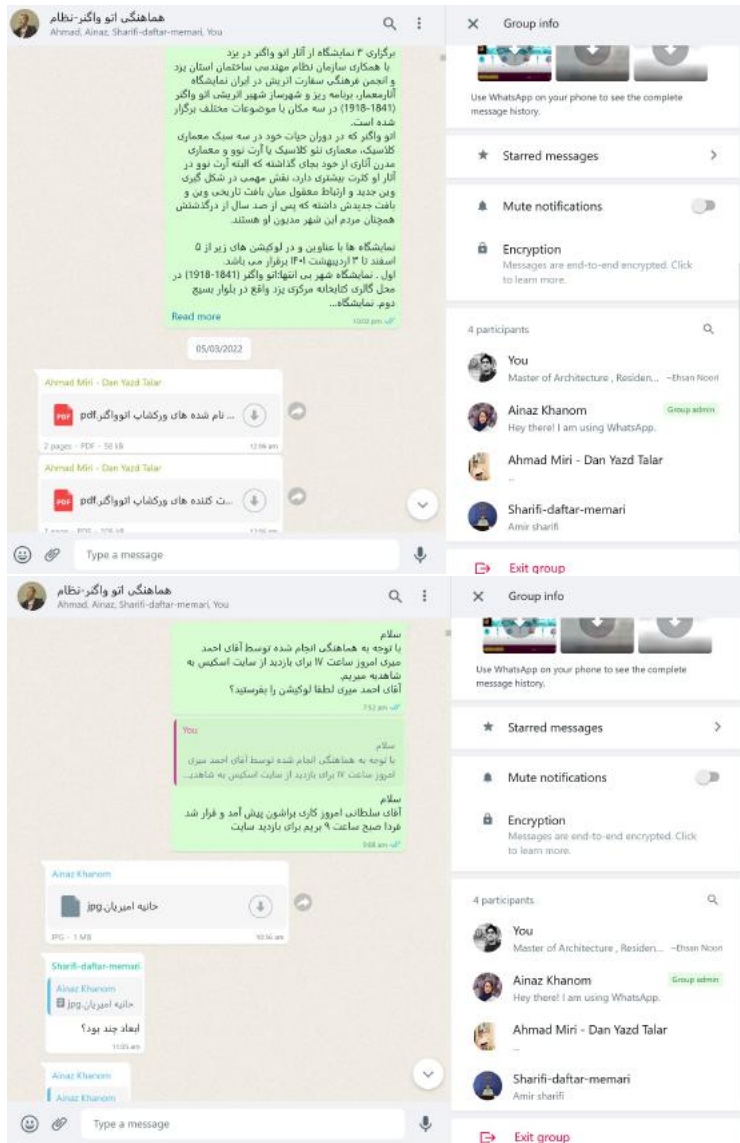 هماهنگی اتو واگنر-نظام
Ahmad, Ainaz, Sharifi-daftar-memari, You
برگزاری ۳ نمایشگاه از آثار اتو واگنر در یزد
با همکاری سازمان نظام مهندسی ساختمان استان یزد
و انجمن فرهنگی سفارت اتریش در ایران نمایشگاه
آثارمعمار، برنامه ریز و شهرساز شهیر اتریشی اتو واگنر
(1841-1918) در سه مکان با موضوعات مختلف برگزار
شده است.
اتو واگنر که در دوران حیات خود در سه سبک معماری
کلاسیک، معماری نئو کلاسیک یا آرت نوو و معماری
مدرن آثاری از خود بجای گذاشته که البته آرت نوو در
آثار او کثرت بیشتری دارد، نقش مهمی در شکل گیری
وین جدید و ارتباط معقول میان بافت تاریخی وین و
بافت جدیدش داشته که پس از صد سال از درگذشتش
همچنان مردم این شهر مدیون او هستند.
نمایشگاه ها با عناوین و در لوکیشن های زیر از ۵
اسفند تا ۳ اردیبهشت ۱۴۰۱ برقرار می باشد.
اول . نمایشگاه شهر بی انتها:اتو واگنر (1841-1918) در
محل گالری کتابخانه مرکزی یزد واقع در بلوار بسیج
دوم. نمایشگاه...
Read more
10:02 pm
05/03/2022
Ahmad Miri - Dan Yazd Talar
... نام شده های ورکشاپ اتوواگنر.pdf
PDF
2 pages - PDF - 58 kB
12:56 am
Ahmad Miri - Dan Yazd Talar
...ت کننده های ورکشاپ اتوواگنر.pdf
PDF
Type a message
Group info
Use WhatsApp on your phone to see the complete
message history.
Starred messages
Mute notifications
Encryption
Messages are end-to-end encrypted. Click
to learn more.
4 participants
You
Master of Architecture , Residen... ~Ehsan Noori
Ainaz Khanom
Group admin
Hey there! I am using WhatsApp.
Ahmad Miri - Dan Yazd Talar
..
Sharifi-daftar-memari
Amir sharifi
Exit group
هماهنگی اتو واگنر-نظام
Ahmad, Ainaz, Sharifi-daftar-memari, You
سلام
با توجه به هماهنگی انجام شده توسط آقای احمد
میری امروز ساعت ۱۷ برای بازدید از سایت اسکیس به
شاهدیه میریم.
آقای احمد میری لطفا لوکیشن را بفرستید؟
7:52 am
You
سلام
با توجه به هماهنگی انجام شده توسط آقای احمد میری
امروز ساعت ۱۷ برای بازدید از سایت اسکیس به شاهدی...
سلام
آقای سلطانی امروز کاری براشون پیش آمد و قرار شد
فردا صبح ساعت ۹ بریم برای بازدید سایت
9:08 am
Ainaz Khanom
حانیه امیریان.jpg
JPG - 1 MB
10:56 am
Sharifi-daftar-memari
Ainaz Khanom
حانیه امیریان.jpg
ابعاد چند بود؟
11:05 am
Ainaz Khanom
Ainaz Khanom
Type a message
Group info
Use WhatsApp on your phone to see the complete
message history.
Starred messages
Mute notifications
Encryption
Messages are end-to-end encrypted. Click
to learn more.
4 participants
You
Master of Architecture , Residen... ~Ehsan Noori
Ainaz Khanom
Group admin
Hey there! I am using WhatsApp.
Ahmad Miri - Dan Yazd Talar
..
Sharifi-daftar-memari
Amir sharifi
Exit group